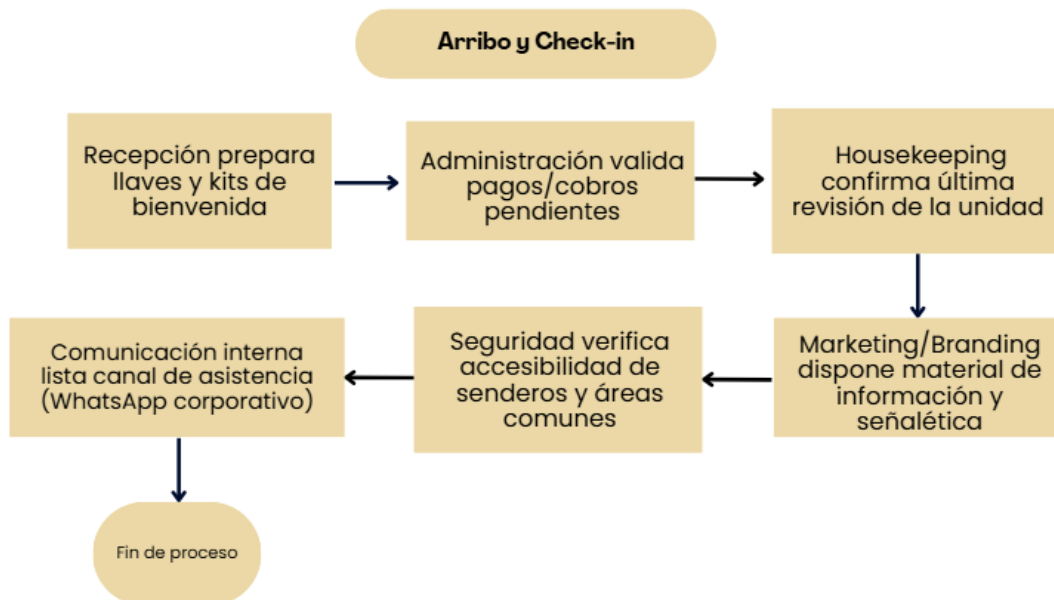 Arribo y Check-in
Recepción prepara
llaves y kits de
bienvenida
Administración valida
pagos/cobros
pendientes
Housekeeping
confirma última
revisión de la unidad
Marketing/Branding
dispone material de
información y
señalética
Seguridad verifica
accesibilidad de
senderos y áreas
comunes
Comunicación interna
lista canal de asistencia
(WhatsApp corporativo)
Fin de proceso